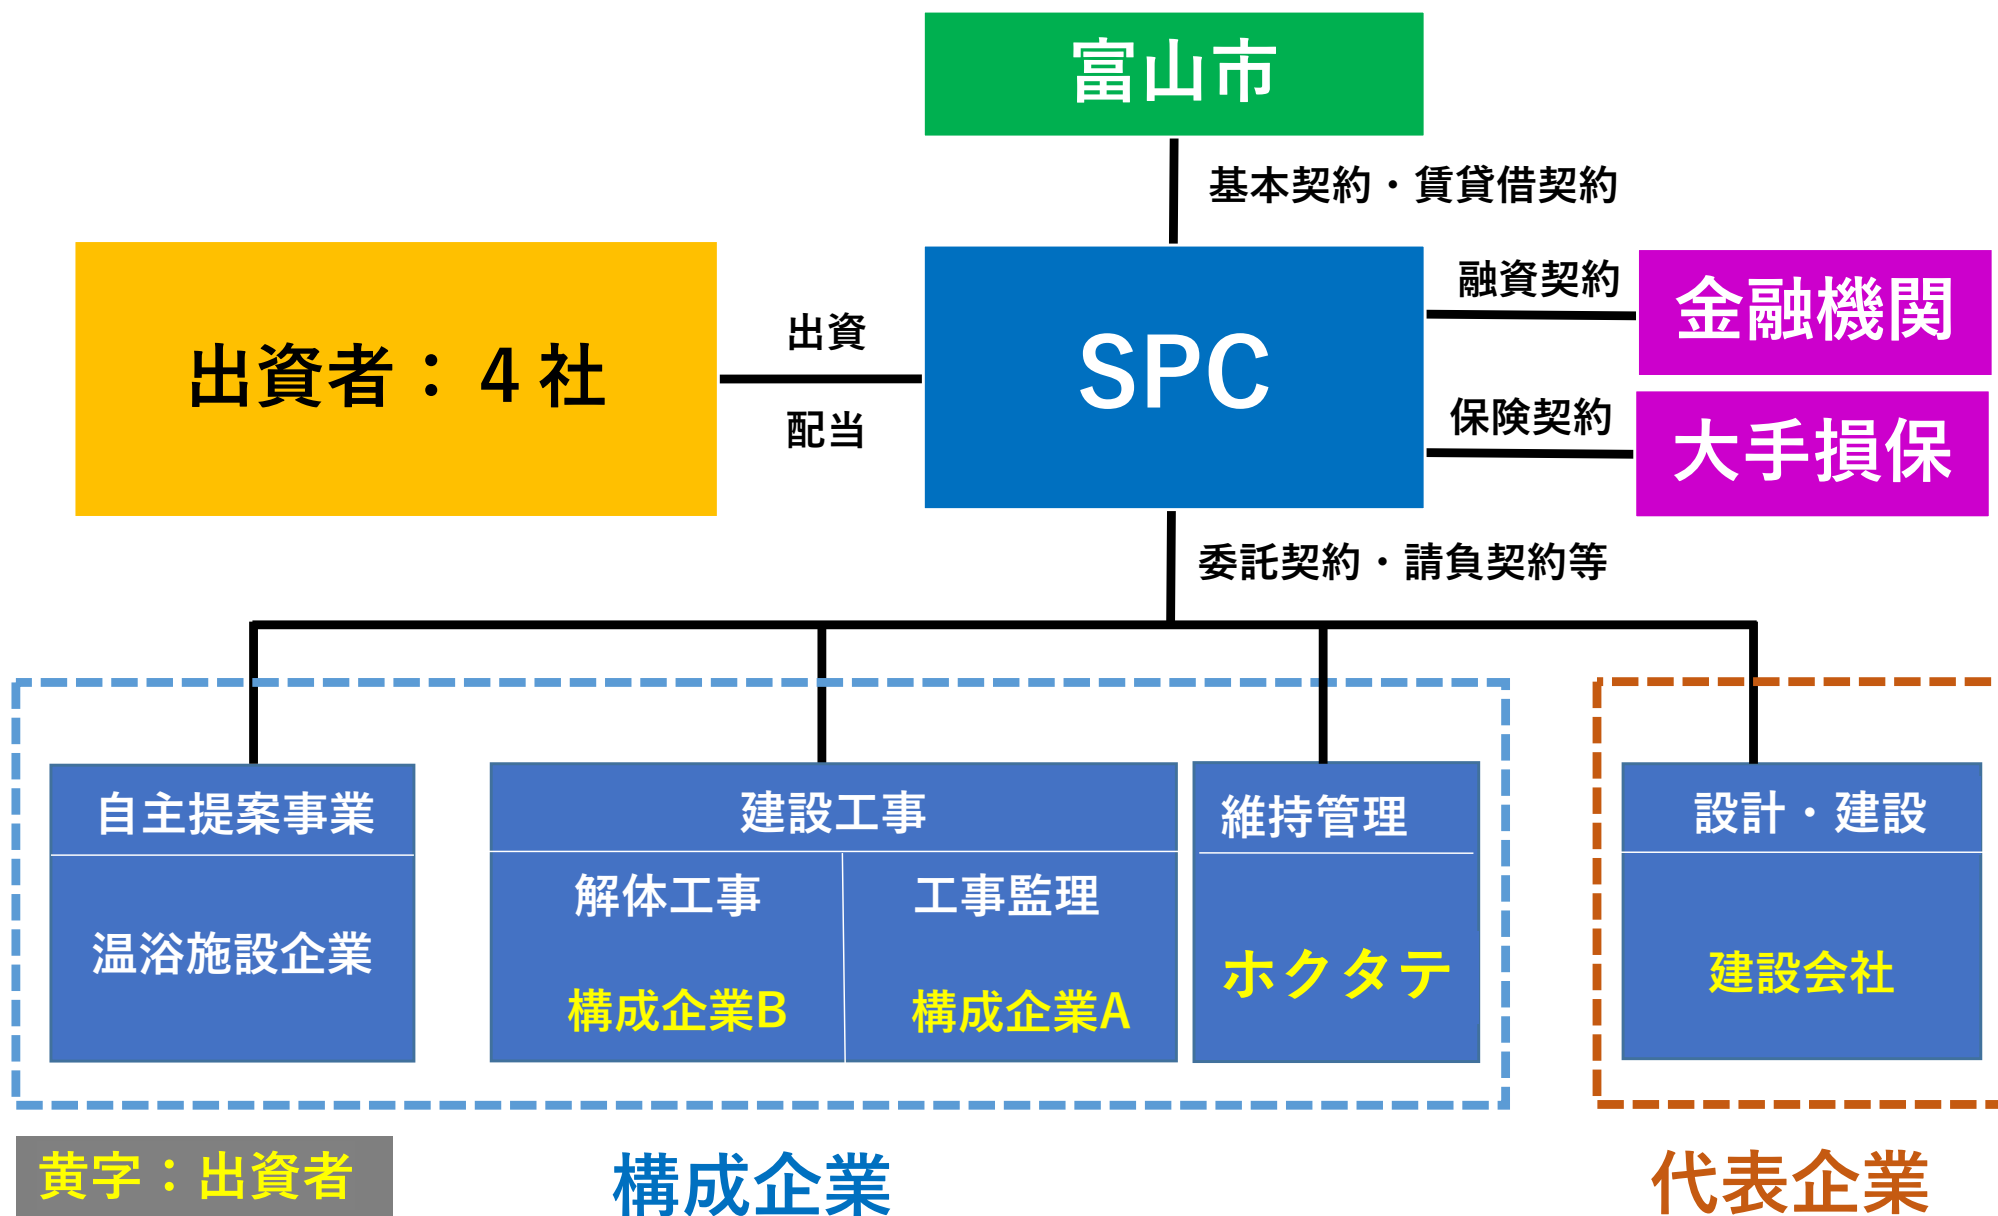 富山市
基本契約・賃貸借契約
出資者：４社
出資
配当
SPC
融資契約
金融機関
保険契約
大手損保
委託契約・請負契約等
自主提案事業
温浴施設企業
建設工事
解体工事
構成企業B
工事監理
構成企業A
維持管理
ホクタテ
設計・建設
建設会社
黄字：出資者
構成企業
代表企業